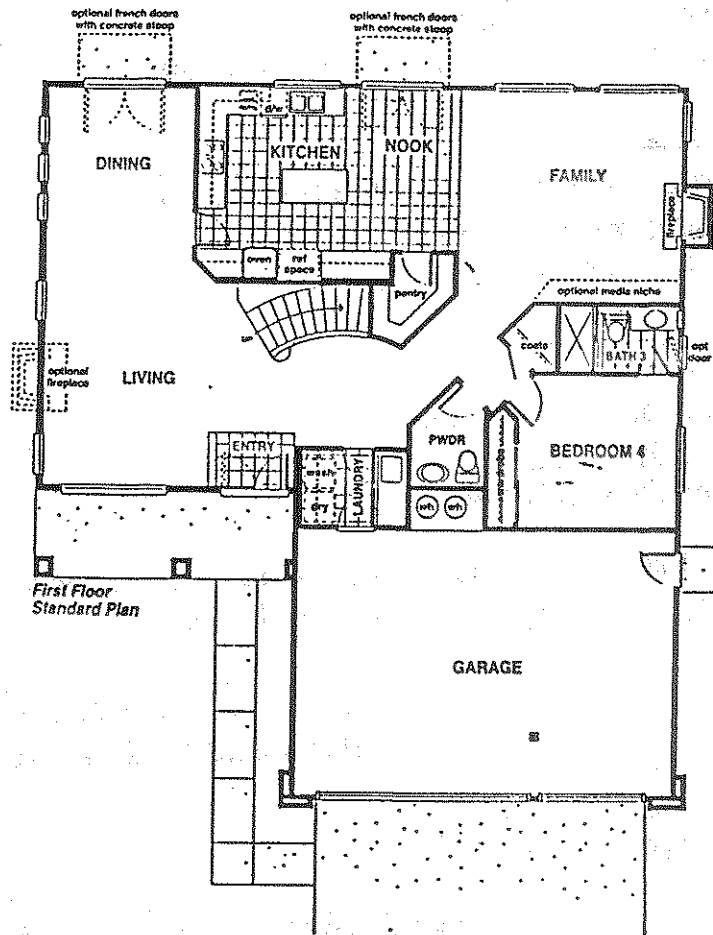 optional french doors
with concrete stoop
optional french doors
with concrete stoop
d/w
DINING
KITCHEN
NOOK
FAMILY
fireplace
oven
ref
space
pantry
optional media niche
coats
BATH 3
opt
door
optional
fireplace
LIVING
ENTRY
PWDR
BEDROOM 4
wardrobe
wash
dry
LAUNDRY
wh
wh
First Floor
Standard Plan
GARAGE